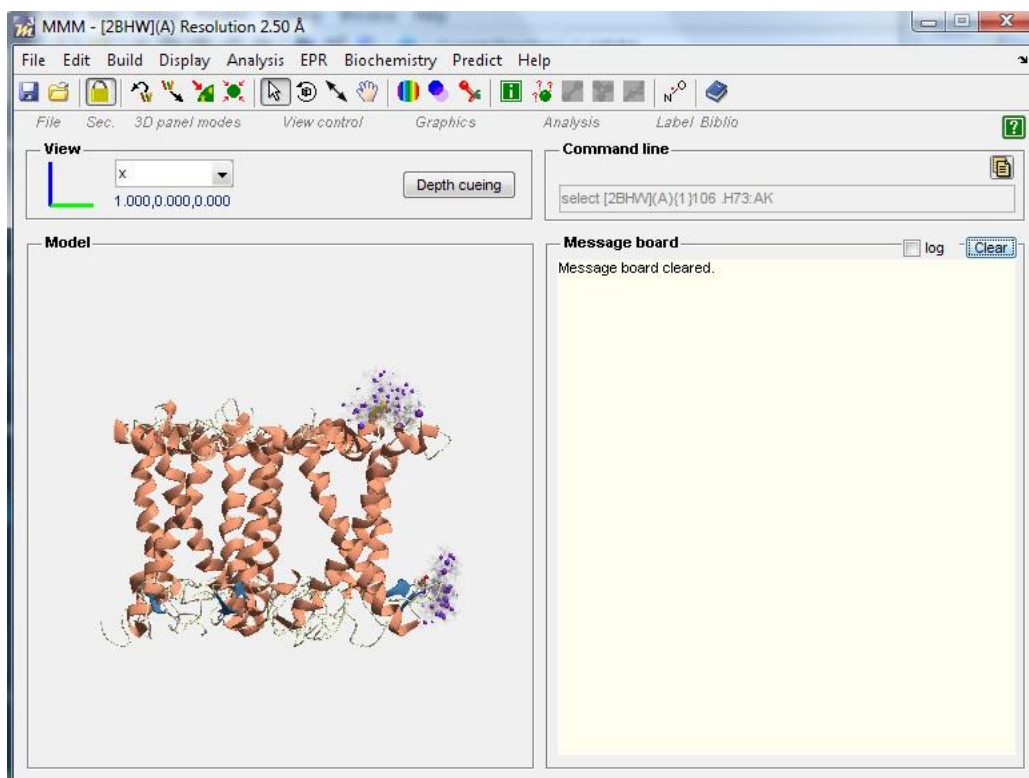 MMM - [2BHW](A) Resolution 2.50 Å
File Edit Build Display Analysis EPR Biochemistry Predict Help
File Sec. 3D panel modes View control Graphics Analysis Label Biblio
View
x
1.000,0.000,0.000
Depth cueing
Command line
select [2BHW](A){1}106 .H73:AK
Model
Message board
log
Clear
Message board cleared.